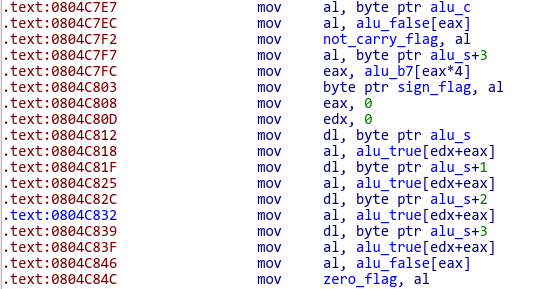 .text:0804C7E7 mov al, byte ptr alu_c
.text:0804C7EC mov al, alu_false[eax]
.text:0804C7F2 mov not_carry_flag, al
.text:0804C7F7 mov al, byte ptr alu_s+3
.text:0804C7FC mov eax, alu_b7[eax*4]
.text:0804C803 mov byte ptr sign_flag, al
.text:0804C808 mov eax, 0
.text:0804C80D mov edx, 0
.text:0804C812 mov dl, byte ptr alu_s
.text:0804C818 mov al, alu_true[edx+eax]
.text:0804C81F mov dl, byte ptr alu_s+1
.text:0804C825 mov al, alu_true[edx+eax]
.text:0804C82C mov dl, byte ptr alu_s+2
.text:0804C832 mov al, alu_true[edx+eax]
.text:0804C839 mov dl, byte ptr alu_s+3
.text:0804C83F mov al, alu_true[edx+eax]
.text:0804C846 mov al, alu_false[eax]
.text:0804C84C mov zero_flag, al